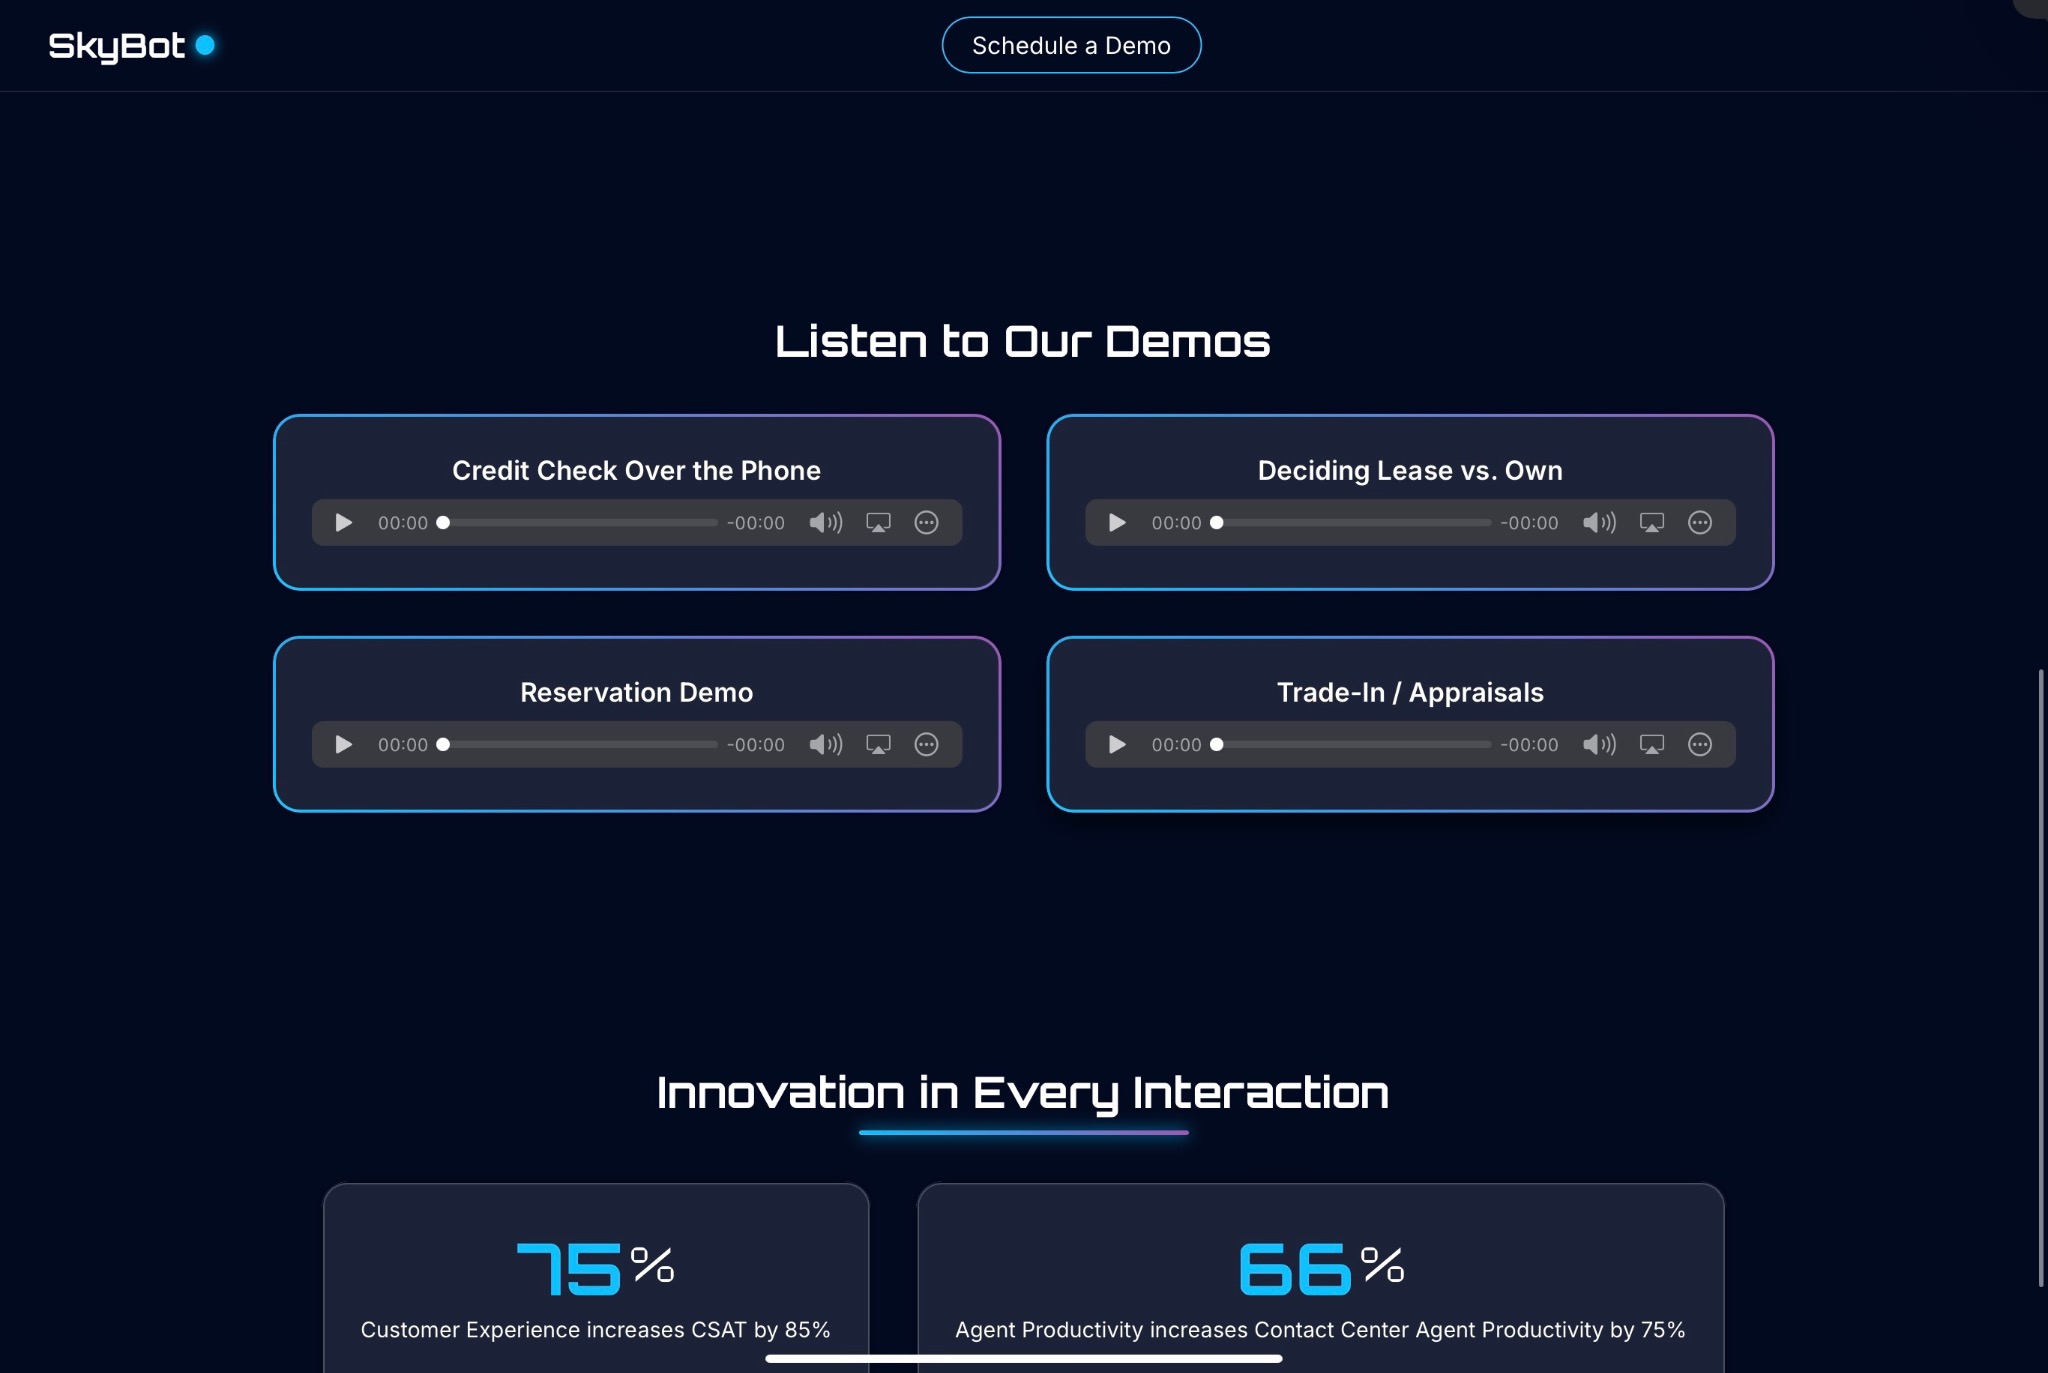 SkyBot
Schedule a Demo
Listen to Our Demos
Credit Check Over the Phone
00:00 -00:00
Deciding Lease vs. Own
00:00 -00:00
Reservation Demo
00:00 -00:00
Trade-In / Appraisals
00:00 -00:00
Innovation in Every Interaction
75%
Customer Experience increases CSAT by 85%
66%
Agent Productivity increases Contact Center Agent Productivity by 75%